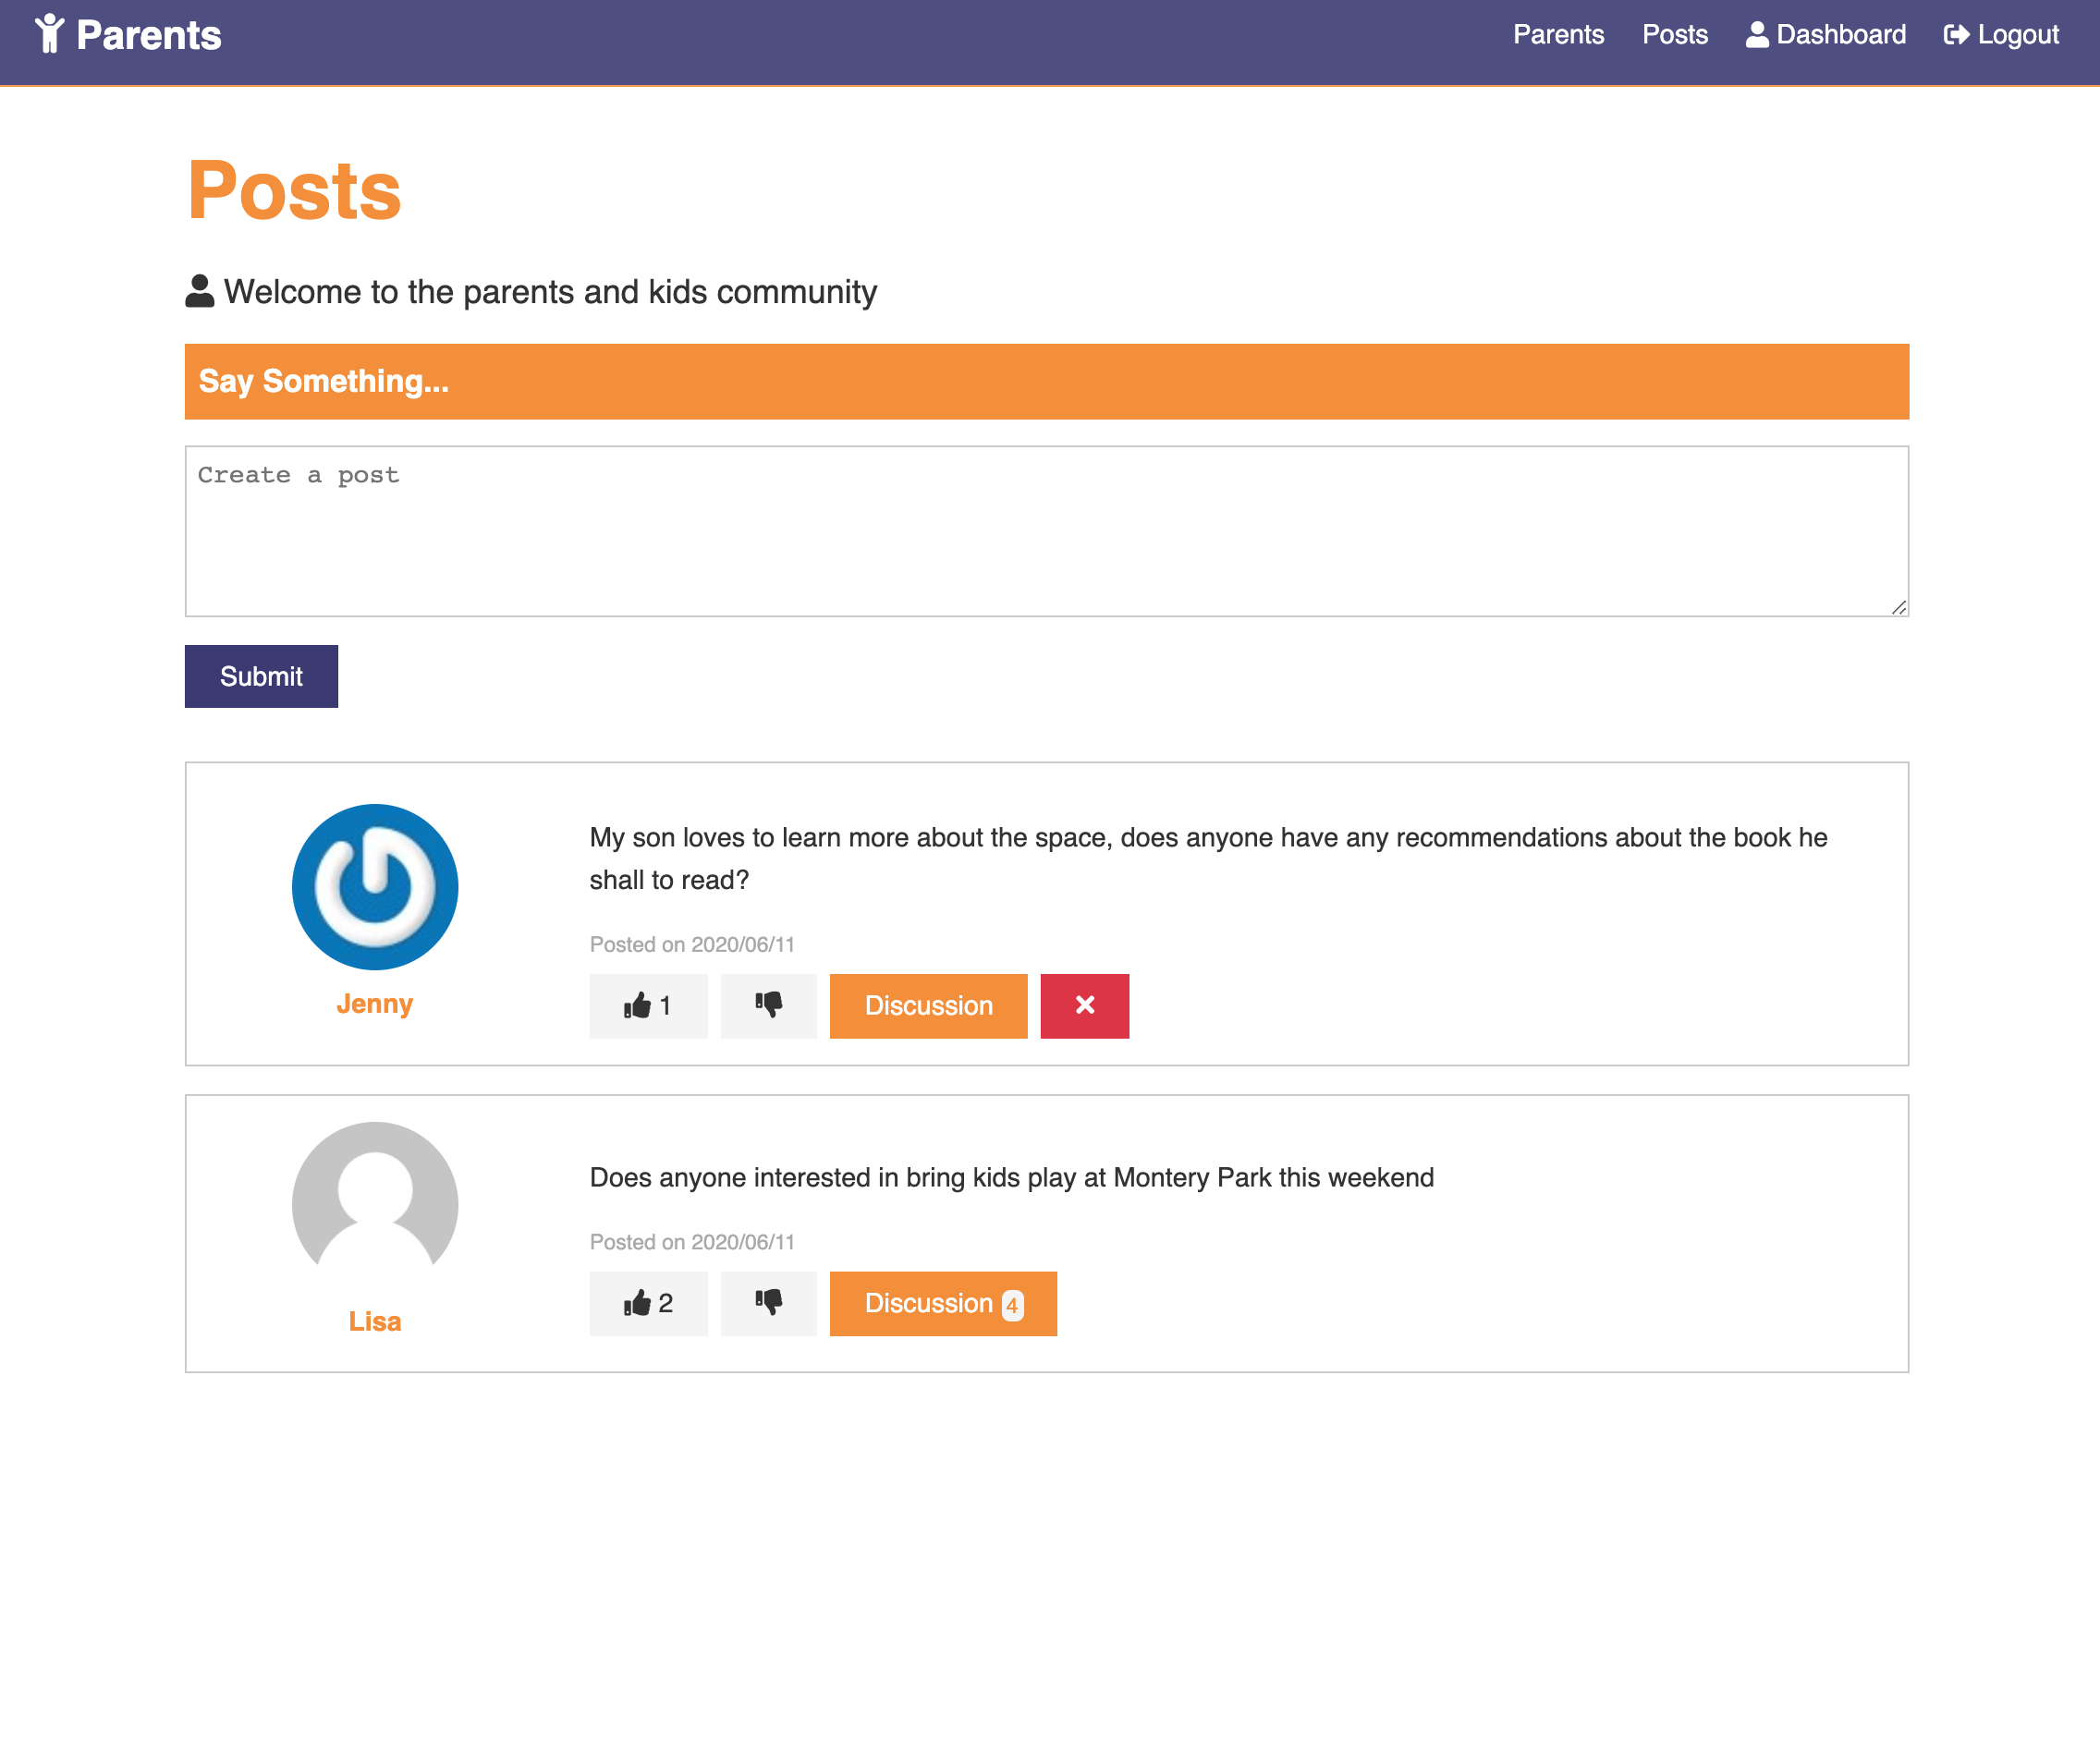 Parents
Parents Posts Dashboard Logout
Posts
Welcome to the parents and kids community
Say Something...
Create a post
Submit
My son loves to learn more about the space, does anyone have any recommendations about the book he
shall to read?
Posted on 2020/06/11
Jenny
1 Discussion
Does anyone interested in bring kids play at Montery Park this weekend
Posted on 2020/06/11
Lisa
2 Discussion 4